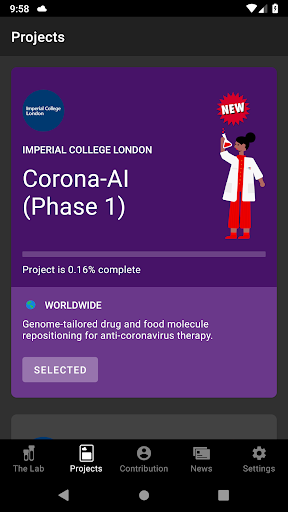 9:58
Projects
Imperial College
London
NEW
IMPERIAL COLLEGE LONDON
Corona-AI
(Phase 1)
Project is 0.16% complete
WORLDWIDE
Genome-tailored drug and food molecule
repositioning for anti-coronavirus therapy.
SELECTED
The Lab
Projects
Contribution
News
Settings